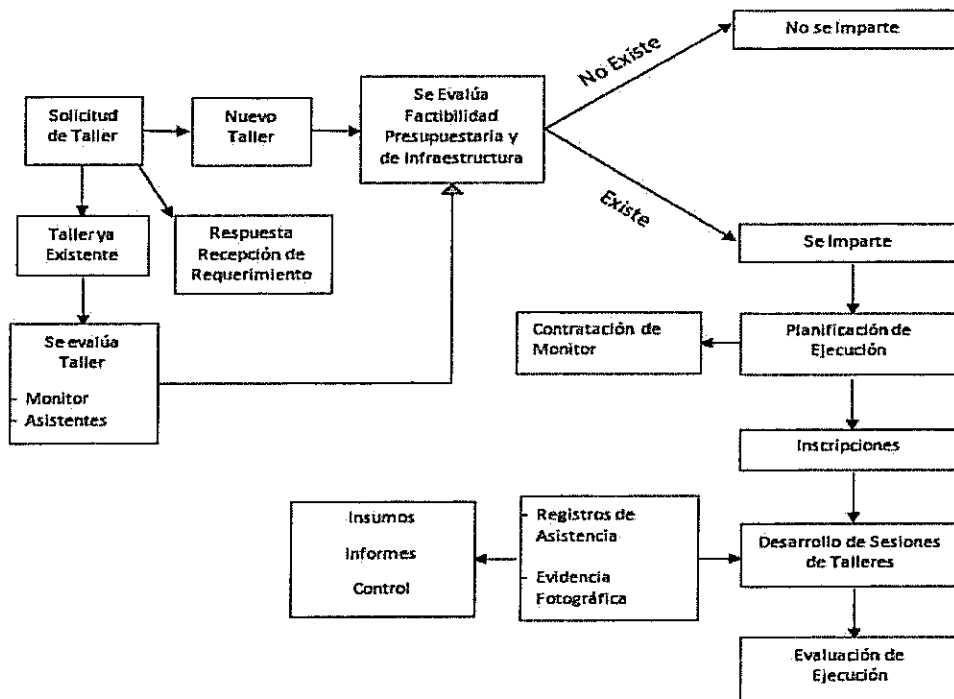 No se Imparte
No Existe
Se Evalúa
Factibilidad
Presupuestaria y
de Infraestructura
Solicitud
de Taller
Nuevo
Taller
Existe
Taller ya
Existente
Respuesta
Recepción de
Requerimiento
Se Imparte
Se evalúa
Taller
- Monitor
- Asistentes
Contratación de
Monitor
Planificación de
Ejecución
Inscripciones
Insumos
Informes
Control
- Registros de
Asistencia
- Evidencia
Fotográfica
Desarrollo de Sesiones
de Talleres
Evaluación de
Ejecución